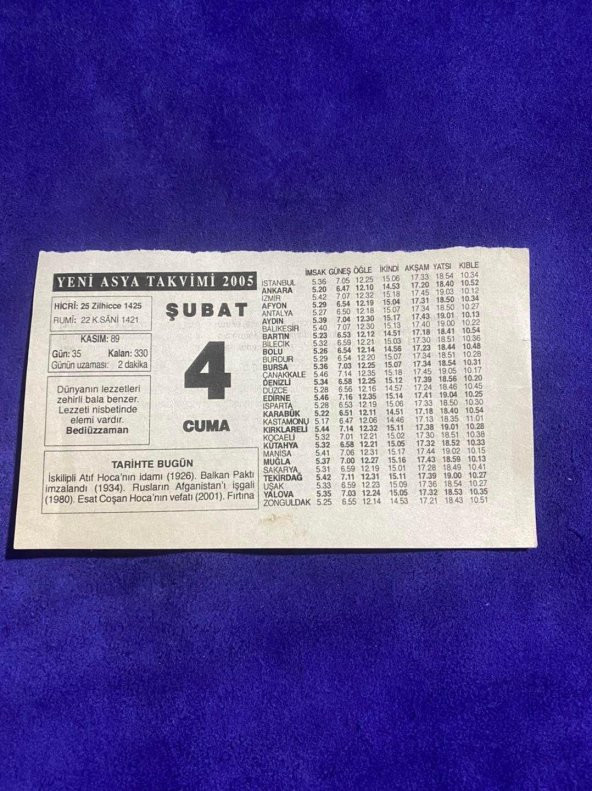 YENİ ASYA TAKVİMİ 2005
HİCRÎ: 25 Zilhicce 1425
RUMÎ: 22 K.SÂNİ 1421
KASIM: 89
Gün: 35 Kalan: 330
Günün uzaması: 2 dakika
Dünyanın lezzetleri
zehirli bala benzer.
Lezzeti nisbetinde
elemi vardır.
Bediüzzaman
ŞUBAT
4
CUMA
TARİHTE BUGÜN
İskilipli Atıf Hoca'nın idamı (1926). Balkan Paktı
imzalandı (1934). Rusların Afganistan'ı işgali
(1980). Esat Coşan Hoca'nın vefatı (2001). Fırtına
İMSAK GÜNEŞ ÖĞLE İKİNDİ AKŞAM YATSI KIBLE
İSTANBUL 5.36 7.05 12.25 15.06 17.33 18.54 10.34
ANKARA 5.20 6.47 12.10 14.53 17.20 18.40 10.52
İZMİR 5.42 7.07 12.32 15.18 17.45 19.03 10.12
AFYON 5.29 6.54 12.19 15.04 17.31 18.50 10.34
ANTALYA 5.27 6.50 12.18 15.07 17.34 18.50 10.27
AYDIN 5.39 7.04 12.30 15.17 17.43 19.01 10.13
BALIKESİR 5.40 7.07 12.30 15.13 17.40 19.00 10.22
BARTIN 5.23 6.53 12.12 14.51 17.18 18.41 10.54
BİLECİK 5.32 6.59 12.21 15.03 17.30 18.51 10.36
BOLU 5.26 6.54 12.14 14.56 17.23 18.44 10.48
BURDUR 5.29 6.54 12.20 15.07 17.34 18.51 10.28
BURSA 5.36 7.03 12.25 15.07 17.34 18.54 10.31
ÇANAKKALE 5.46 7.14 12.35 15.18 17.45 19.05 10.17
DENİZLİ 5.34 6.58 12.25 15.12 17.39 18.56 10.20
DÜZCE 5.28 6.56 12.16 14.57 17.24 18.46 10.45
EDİRNE 5.46 7.16 12.35 15.14 17.41 19.04 10.25
ISPARTA 5.28 6.53 12.19 15.06 17.33 18.50 10.30
KARABÜK 5.22 6.51 12.11 14.51 17.18 18.40 10.54
KASTAMONU 5.17 6.47 12.06 14.46 17.13 18.35 11.01
KIRKLARELİ 5.44 7.14 12.32 15.11 17.38 19.01 10.28
KOCAELİ 5.32 7.01 12.21 15.02 17.30 18.51 10.38
KÜTAHYA 5.32 6.58 12.21 15.05 17.32 18.52 10.33
MANİSA 5.41 7.06 12.31 15.17 17.44 19.02 10.15
MUĞLA 5.37 7.00 12.27 15.16 17.43 18.59 10.13
SAKARYA 5.31 6.59 12.19 15.01 17.28 18.49 10.41
TEKİRDAĞ 5.42 7.11 12.31 15.11 17.39 19.00 10.27
UŞAK 5.33 6.59 12.23 15.09 17.36 18.54 10.27
YALOVA 5.35 7.03 12.24 15.05 17.32 18.53 10.35
ZONGULDAK 5.25 6.55 12.14 14.53 17.21 18.43 10.51